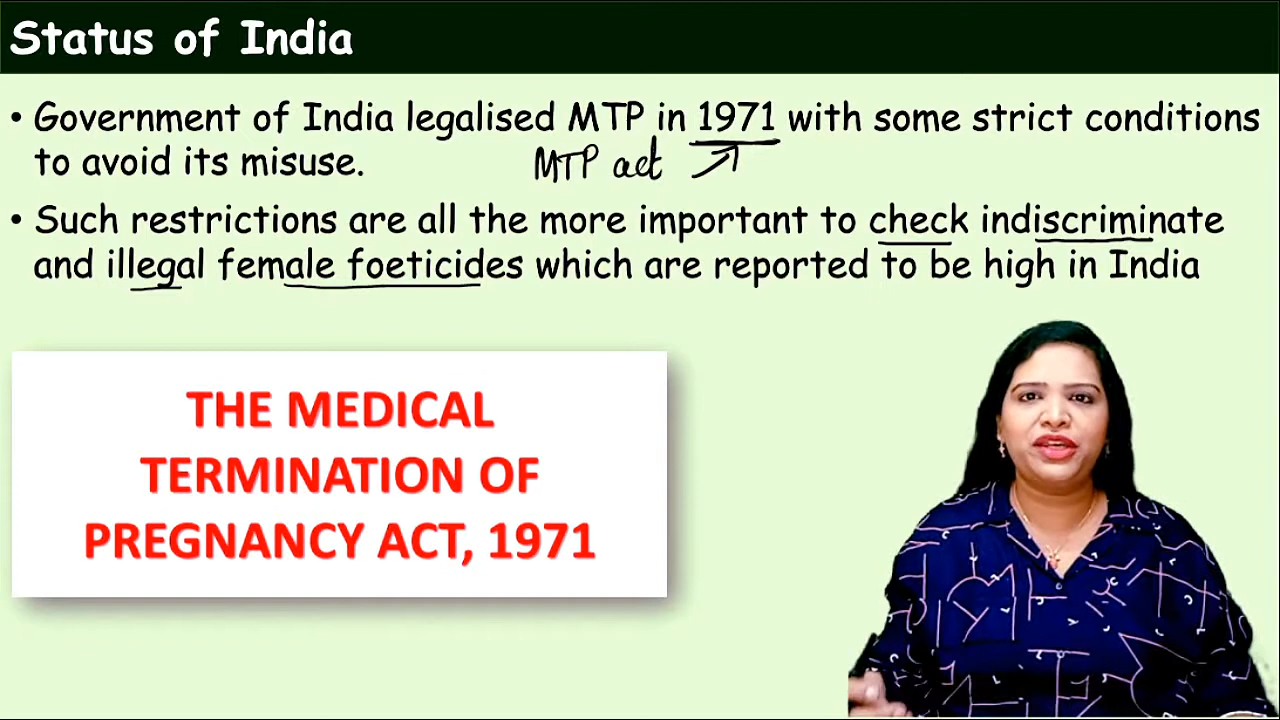 Status of India
• Government of India legalised MTP in 1971 with some strict conditions
to avoid its misuse.
MTP act
• Such restrictions are all the more important to check indiscriminate
and illegal female foeticides which are reported to be high in India
THE MEDICAL
TERMINATION OF
PREGNANCY ACT, 1971